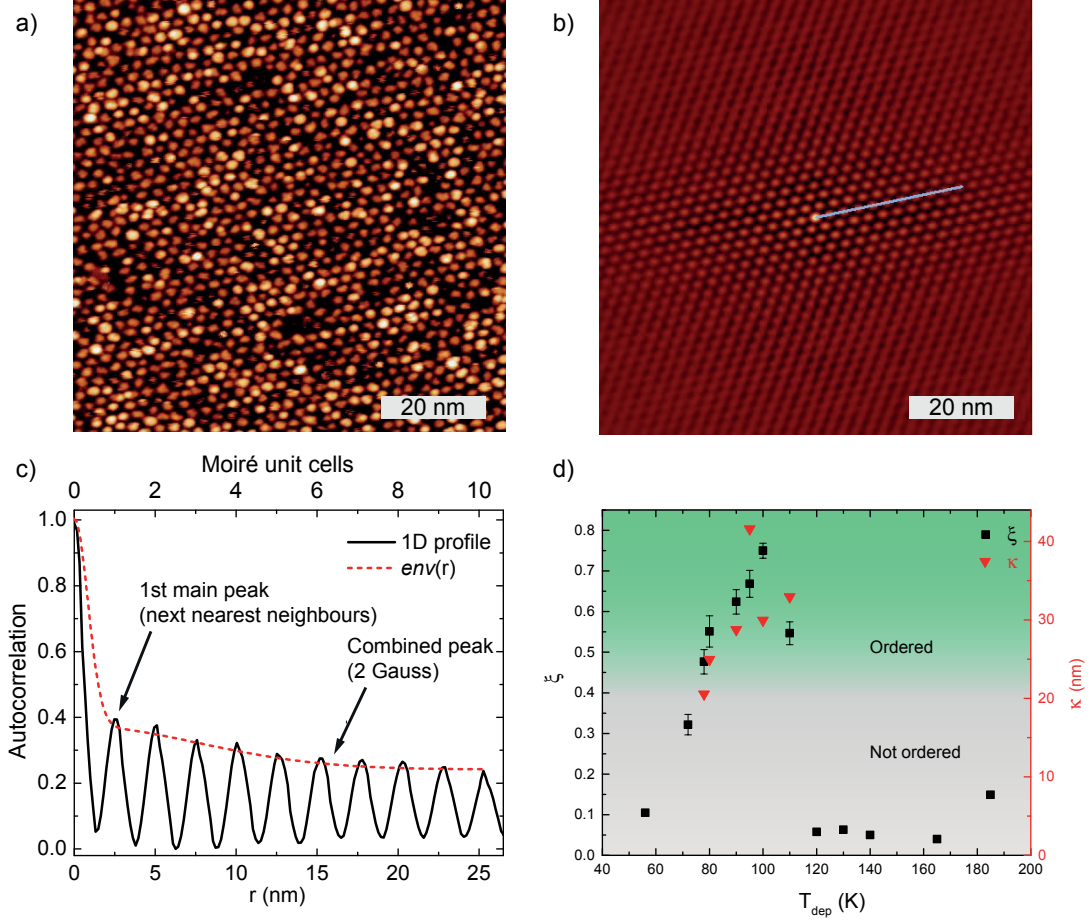 a)
20 nm
b)
20 nm
c)
Moiré unit cells
0 2 4 6 8 10
Autocorrelation
1.0
0.8
0.6
0.4
0.2
0.0
1D profile
env(r)
1st main peak
(next nearest neighbours)
Combined peak
(2 Gauss)
0 5 10 15 20 25
r (nm)
d)
ξ
0.8
0.7
0.6
0.5
0.4
0.3
0.2
0.1
0.0
ξ
κ
Ordered
Not ordered
40
30
20
10
0
κ (nm)
40 60 80 100 120 140 160 180 200
T_dep (K)